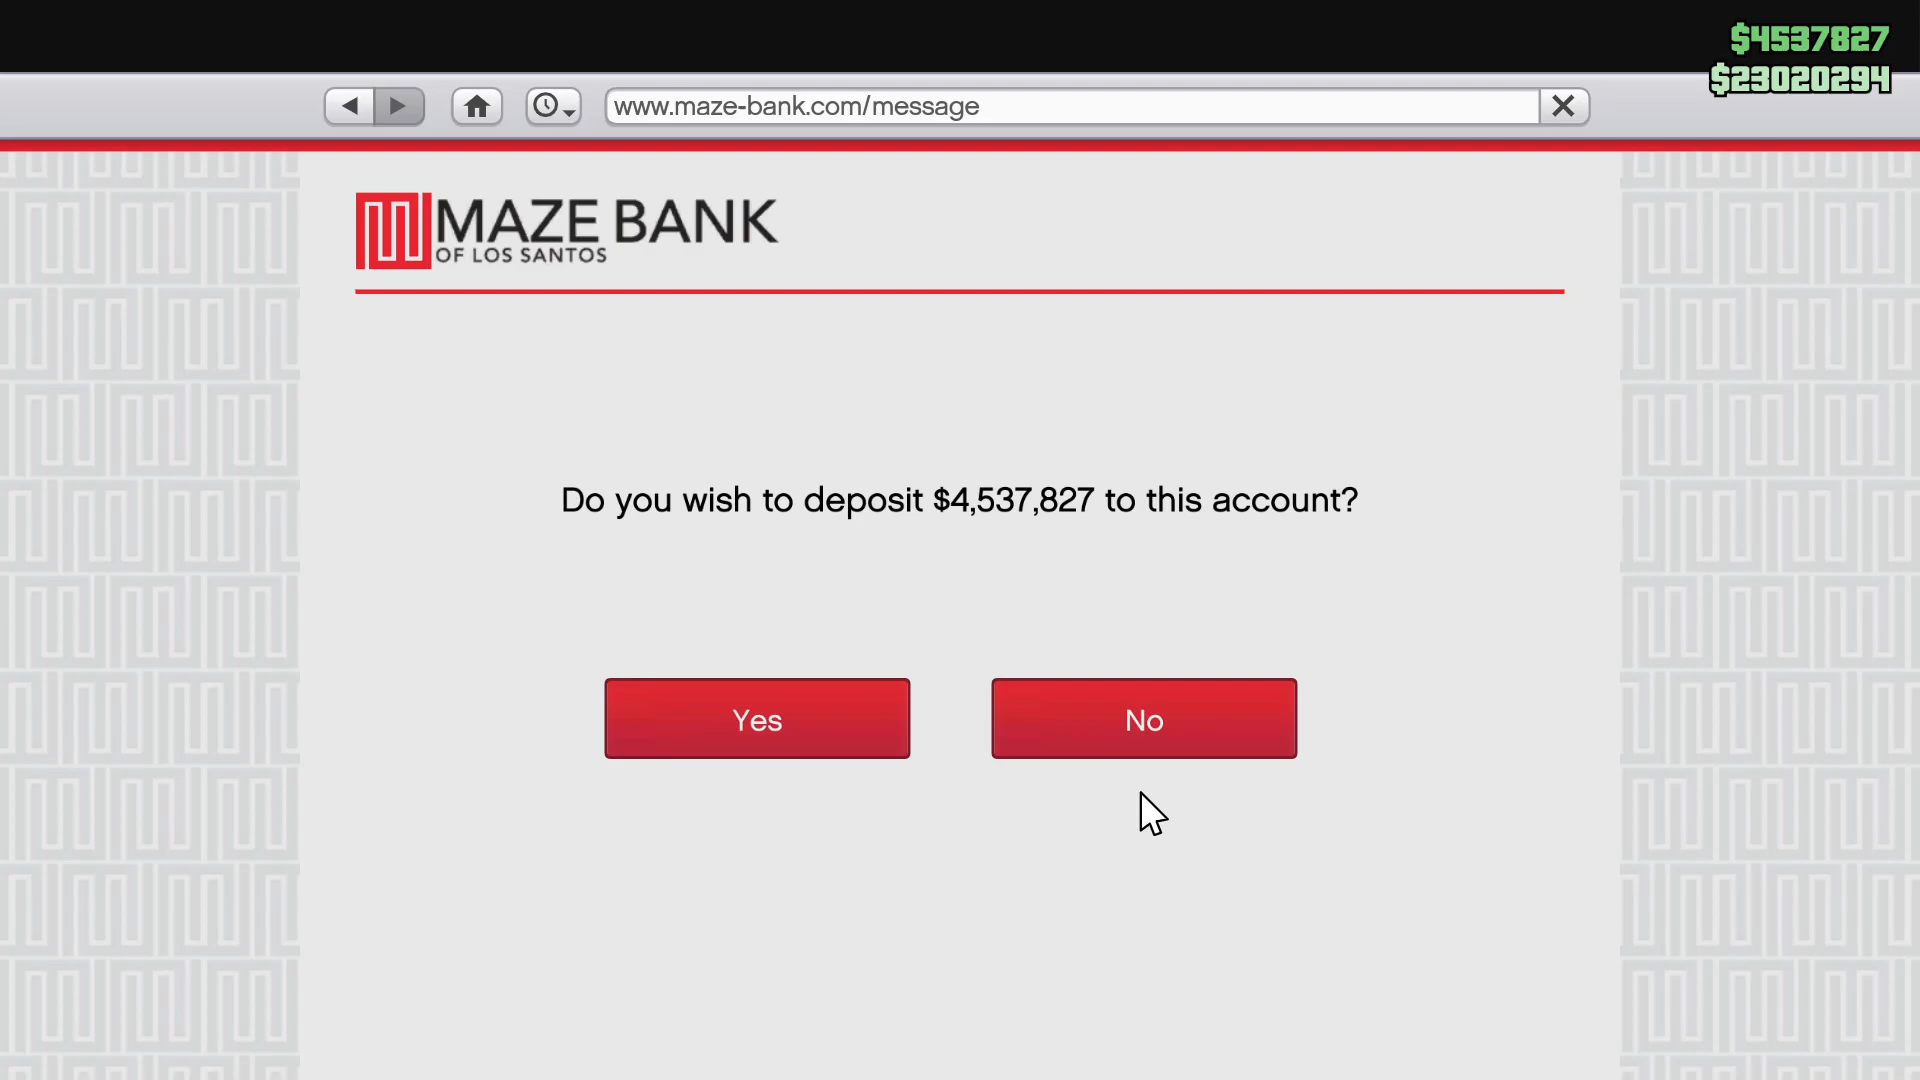 $4537827
$23020294
www.maze-bank.com/message
MAZE BANK
OF LOS SANTOS
Do you wish to deposit $4,537,827 to this account?
Yes
No